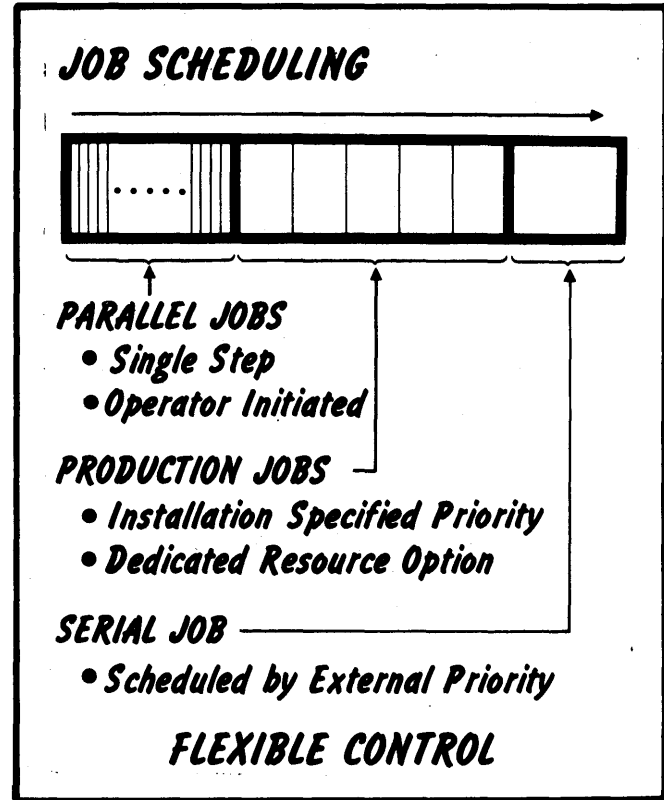 JOB SCHEDULING
PARALLEL JOBS
• Single Step
• Operator Initiated
PRODUCTION JOBS
• Installation Specified Priority
• Dedicated Resource Option
SERIAL JOB
• Scheduled by External Priority
FLEXIBLE CONTROL